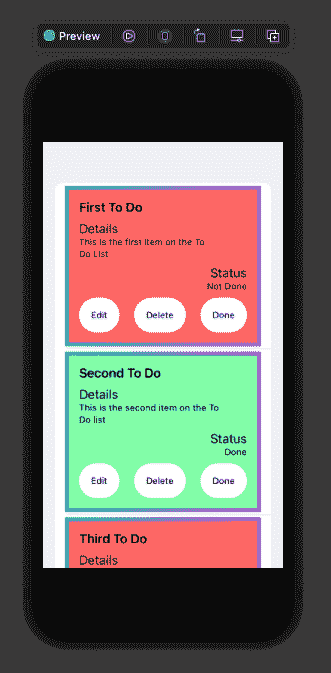 Preview
First To Do
Details
This is the first item on the To
Do List
Status
Not Done
Edit Delete Done
Second To Do
Details
This is the second item on the To
Do list
Status
Done
Edit Delete Done
Third To Do
Details